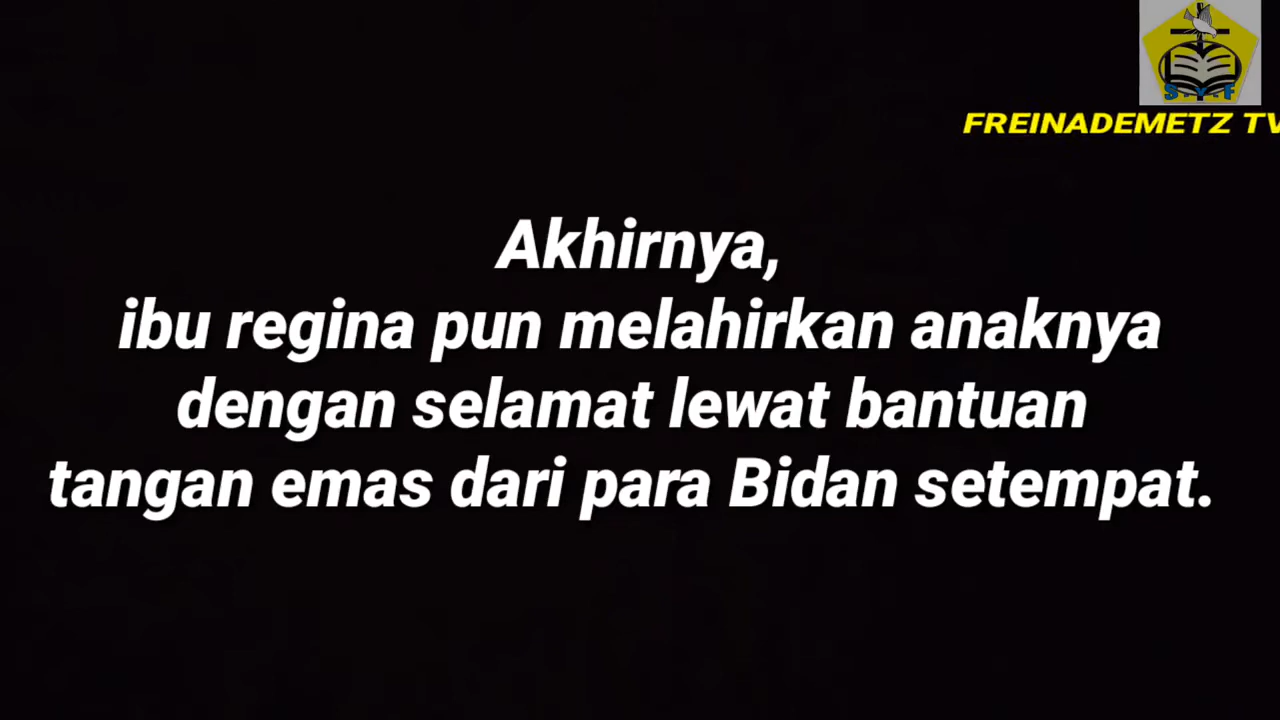 FREINADEMETZ TV
Akhirnya,
ibu regina pun melahirkan anaknya
dengan selamat lewat bantuan
tangan emas dari para Bidan setempat.